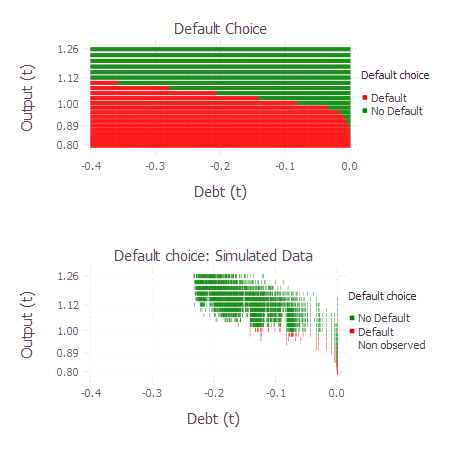 Default Choice
Output (t)
1.26
1.12
1.00
0.89
0.80
-0.4
-0.3
-0.2
-0.1
0.0
Debt (t)
Default choice
Default
No Default
Default choice: Simulated Data
Output (t)
1.26
1.12
1.00
0.89
0.80
-0.4
-0.3
-0.2
-0.1
0.0
Debt (t)
Default choice
No Default
Default
Non observed